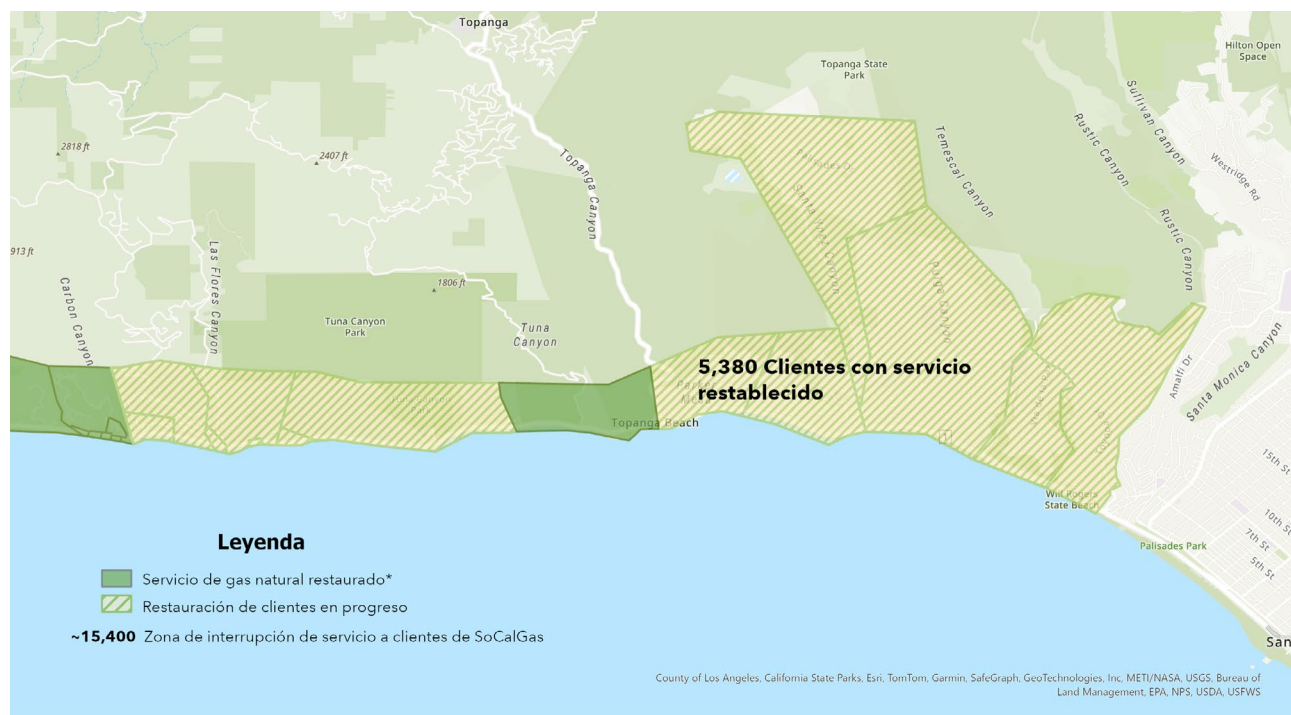 Topanga
Hilton Open
Space
Topanga State
Park
Sullivan Canyon
2818 ft
2407 ft
Topanga
Canyon
Temescal Canyon
Rustic Canyon
Westridge Rd
Palisades Dr
Rustic Canyon
913 ft
Las Flores Canyon
Carbon Canyon
1806 ft
Tuna Canyon
Park
Tuna
Canyon
Amalfi Dr
Santa Monica Canyon
5,380 Clientes con servicio
restablecido
Topanga Beach
1
15th St
10th St
7th St
5th St
Will Rogers
State Beach
Palisades Park
San
Leyenda
Servicio de gas natural restaurado*
Restauración de clientes en progreso
~15,400 Zona de interrupción de servicio a clientes de SoCalGas
County of Los Angeles, California State Parks, Esri, TomTom, Garmin, SafeGraph, GeoTechnologies, Inc, METI/NASA, USGS, Bureau of
Land Management, EPA, NPS, USDA, USFWS